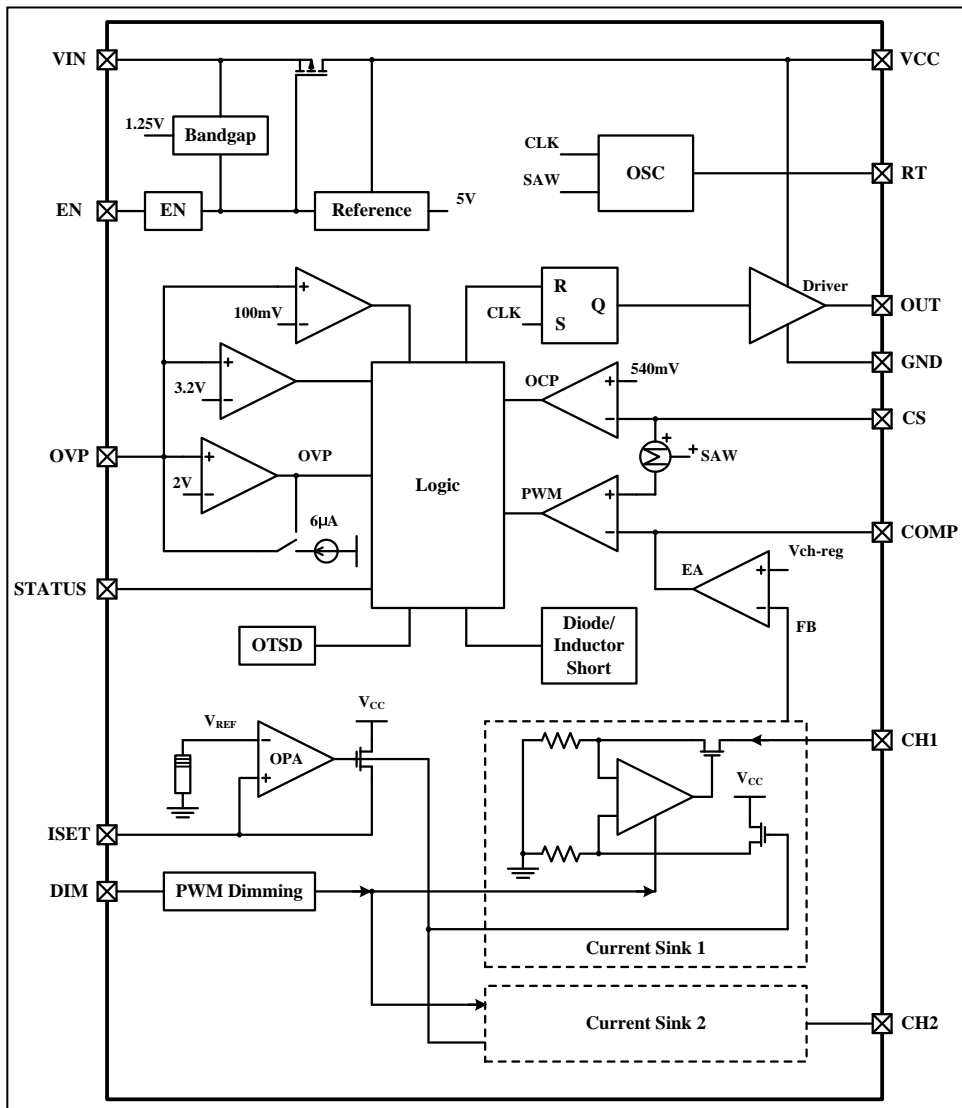 VIN
VCC
1.25V
Bandgap
CLK
OSC
SAW
RT
EN
EN
Reference
5V
R
Q
CLK
S
Driver
OUT
100mV
GND
3.2V
OCP
540mV
CS
OVP
OVP
2V
Logic
SAW
PWM
6μA
COMP
Vch-reg
EA
FB
STATUS
OTSD
Diode/
Inductor
Short
VCC
VREF
OPA
CH1
VCC
ISET
DIM
PWM Dimming
Current Sink 1
Current Sink 2
CH2